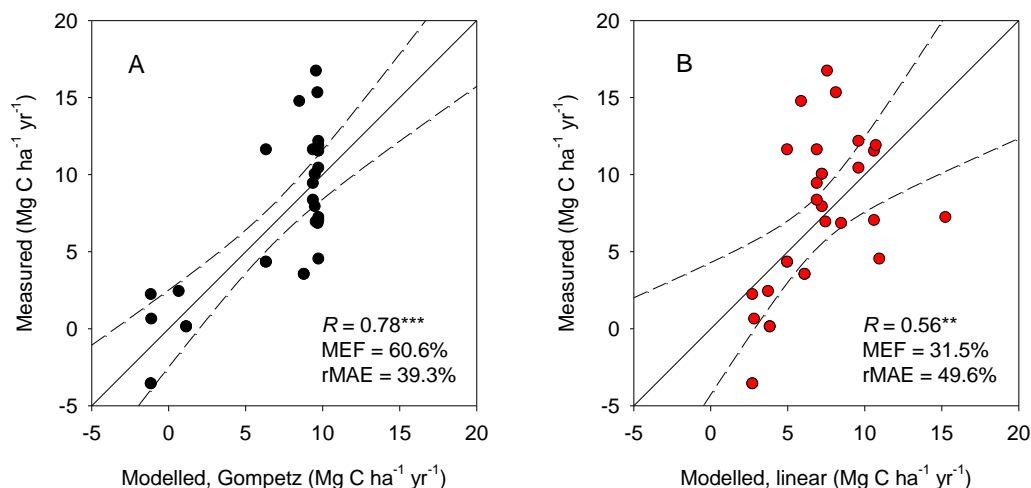 20
15
10
5
0
-5
-5
0
5
10
15
20
Measured (Mg C ha⁻¹ yr⁻¹)
Modelled, Gompetz (Mg C ha⁻¹ yr⁻¹)
A
R = 0.78***
MEF = 60.6%
rMAE = 39.3%
20
15
10
5
0
-5
-5
0
5
10
15
20
Measured (Mg C ha⁻¹ yr⁻¹)
Modelled, linear (Mg C ha⁻¹ yr⁻¹)
B
R = 0.56**
MEF = 31.5%
rMAE = 49.6%